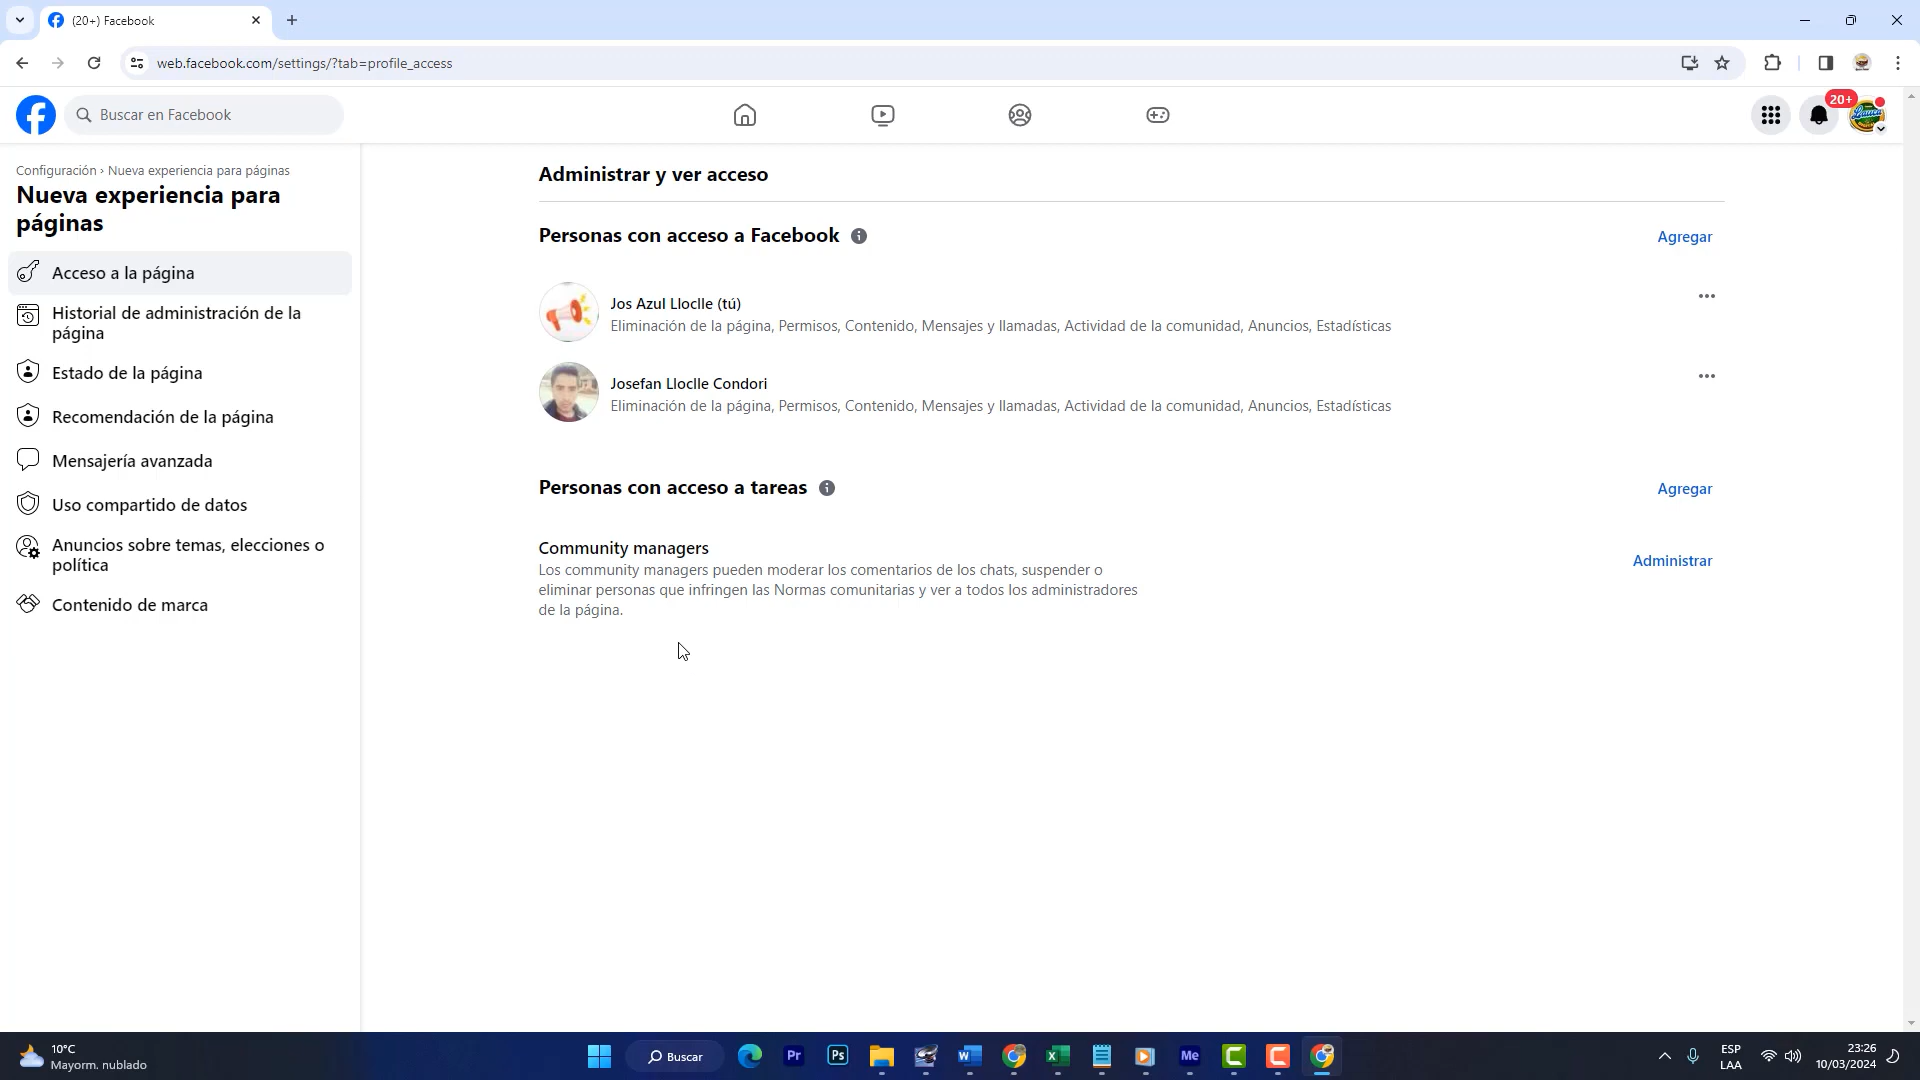 (20+) Facebook
web.facebook.com/settings/?tab=profile_access
Buscar en Facebook
20+
Configuración › Nueva experiencia para páginas
Nueva experiencia para
páginas
Acceso a la página
Historial de administración de la
página
Estado de la página
Recomendación de la página
Mensajería avanzada
Uso compartido de datos
Anuncios sobre temas, elecciones o
política
Contenido de marca
Administrar y ver acceso
Personas con acceso a Facebook
Agregar
Jos Azul Lloclle (tú)
Eliminación de la página, Permisos, Contenido, Mensajes y llamadas, Actividad de la comunidad, Anuncios, Estadísticas
Josefan Lloclle Condori
Eliminación de la página, Permisos, Contenido, Mensajes y llamadas, Actividad de la comunidad, Anuncios, Estadísticas
Personas con acceso a tareas
Agregar
Community managers
Administrar
Los community managers pueden moderar los comentarios de los chats, suspender o
eliminar personas que infringen las Normas comunitarias y ver a todos los administradores
de la página.
10°C
Mayorm. nublado
Buscar
Pr
Ps
Me
ESP
LAA
23:26
10/03/2024